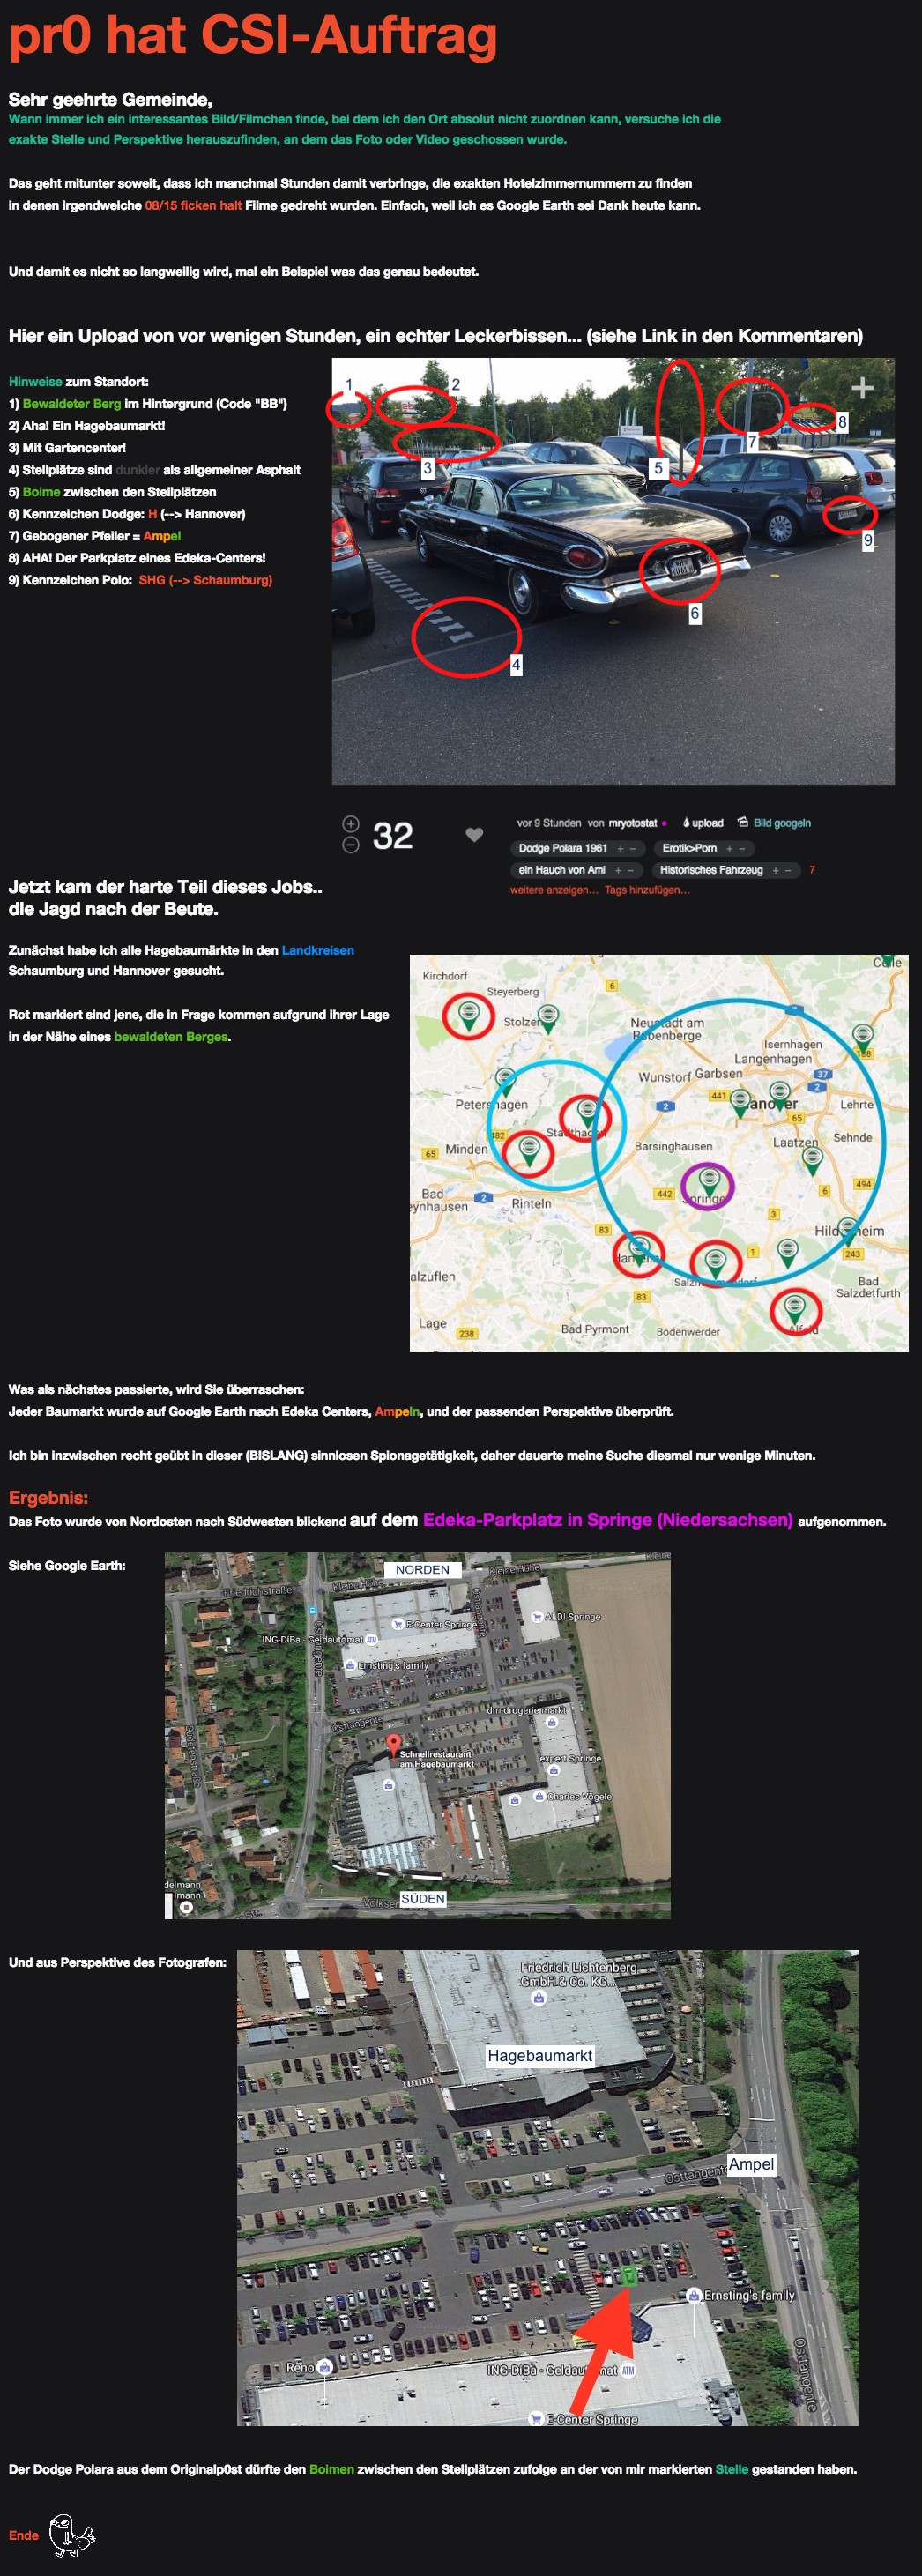 pr0 hat CSI-Auftrag
Sehr geehrte Gemeinde,
Wann immer ich ein interessantes Bild/Filmchen finde, bei dem ich den Ort absolut nicht zuordnen kann, versuche ich die
exakte Stelle und Perspektive herauszufinden, an dem das Foto oder Video geschossen wurde.
Das geht mitunter soweit, dass ich manchmal Stunden damit verbringe, die exakten Hotelzimmernummern zu finden
in denen irgendwelche 08/15 ficken halt Filme gedreht wurden. Einfach, weil ich es Google Earth sei Dank heute kann.
Und damit es nicht so langweilig wird, mal ein Beispiel was das genau bedeutet.
Hier ein Upload von vor wenigen Stunden, ein echter Leckerbissen... (siehe Link in den Kommentaren)
Hinweise zum Standort:
1) Bewaldeter Berg im Hintergrund (Code "BB")
2) Aha! Ein Hagebaumarkt!
3) Mit Gartencenter!
4) Stellplätze sind dunkler als allgemeiner Asphalt
5) Boime zwischen den Stellplätzen
6) Kennzeichen Dodge: H (--> Hannover)
7) Gebogener Pfeiler = Ampel
8) AHA! Der Parkplatz eines Edeka-Centers!
9) Kennzeichen Polo: SHG (--> Schaumburg)
1
2
3
4
5
6
7
8
9
32
vor 9 Stunden von mryotostat upload Bild googeln
Dodge Polara 1961 + − Erotik>Porn + −
ein Hauch von Ami + − Historisches Fahrzeug + − 7
weitere anzeigen... Tags hinzufügen...
Jetzt kam der harte Teil dieses Jobs..
die Jagd nach der Beute.
Zunächst habe ich alle Hagebaumärkte in den Landkreisen
Schaumburg und Hannover gesucht.
Rot markiert sind jene, die in Frage kommen aufgrund ihrer Lage
in der Nähe eines bewaldeten Berges.
Kirchdorf
Steyerberg
Stolzen
Neustadt am
Rübenberge
Isernhagen
Langenhagen
Wunstorf
Garbsen
Lehrte
Petershagen
Stadthagen
Barsinghausen
Laatzen
Sehnde
Minden
Bad
eynhausen
Rinteln
Springe
alzuflen
Bad
Salzdetfurth
Lage
Bad Pyrmont
Bodenwerder
Alfeld
6
2
37
2
188
441
65
482
65
442
494
6
3
2
83
1
243
83
238
Was als nächstes passierte, wird Sie überraschen:
Jeder Baumarkt wurde auf Google Earth nach Edeka Centers, Ampeln, und der passenden Perspektive überprüft.
Ich bin inzwischen recht geübt in dieser (BISLANG) sinnlosen Spionagetätigkeit, daher dauerte meine Suche diesmal nur wenige Minuten.
Ergebnis:
Das Foto wurde von Nordosten nach Südwesten blickend auf dem Edeka-Parkplatz in Springe (Niedersachsen) aufgenommen.
Siehe Google Earth:
NORDEN
Kleine Höhe
Kleine Höhe
Kleine
Friedrichstraße
Osttangente
E-Center Springe
ALDI Springe
ING-DiBa - Geldautomat
ATM
Ernsting's family
Osttangente
dm-drogerie markt
Schnellrestaurant
am Hagebaumarkt
expert Springe
Charles Vögele
delmann
lmann
SÜDEN
Und aus Perspektive des Fotografen:
Friedrich Lichtenberg
GmbH & Co. KG...
Hagebaumarkt
Ampel
Osttangente
Ernsting's family
Reno
ING-DiBa - Geldautomat
ATM
E-Center Springe
Osttangente
Der Dodge Polara aus dem Originalp0st dürfte den Boimen zwischen den Stellplätzen zufolge an der von mir markierten Stelle gestanden haben.
Ende